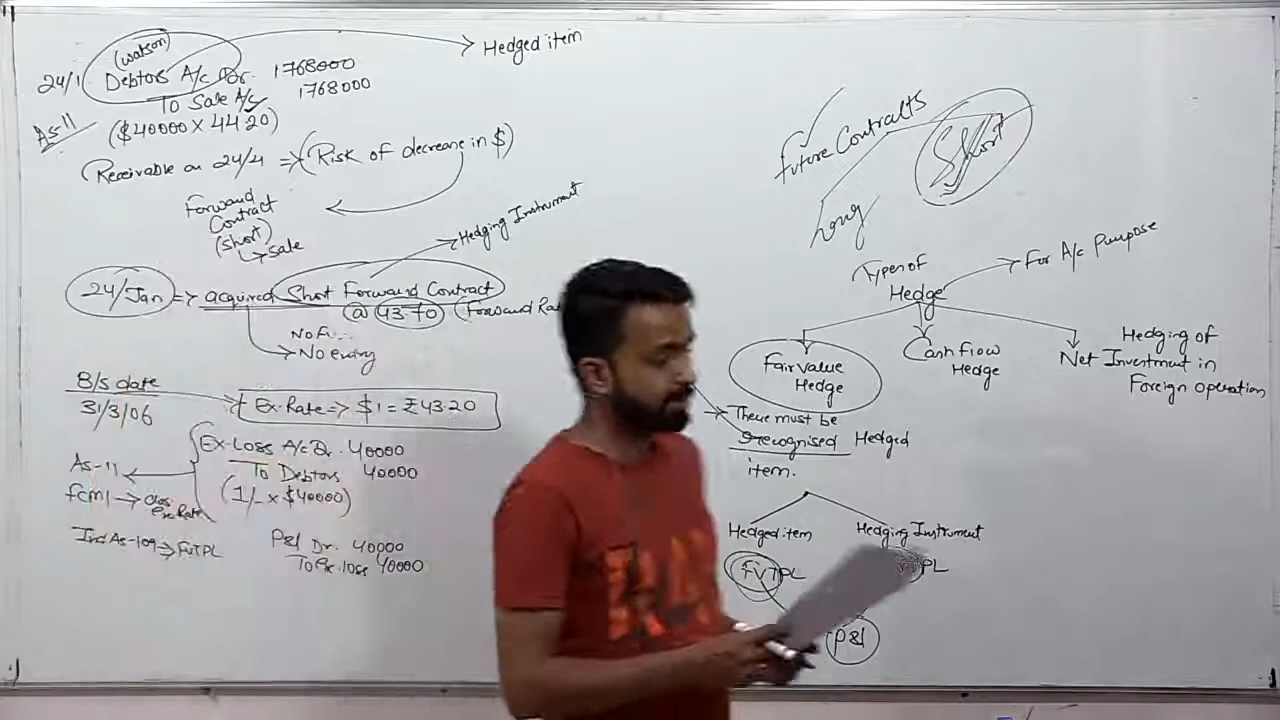 (Watson)
24/1 Debtors A/c Dr. 1768000
To Sale A/c 1768000
As-11
($40000 x 44.20)
Receivable on 24/4 => (Risk of decrease in $)
Forward
Contract
(Short)
Sale
Hedged item
Hedging Instrument
24/Jan => acquired Short Forward Contract
@ 43.70 (Forward Ra
No
No entry
B/s date
31/3/06
Ex. Rate => $1 = ₹43.20
Ex. Loss A/c Dr. 40000
To Debtors 40000
(1/- x $40000)
As-11
fcmI
Ind As-109 => FVTPL
P&l Dr. 40000
To Ex. loss 40000
Future Contralts
Short
Long
Types of
Hedge
For A/c Purpose
Fair value
Hedge
Cash flow
Hedge
Hedging of
Net Investment in
Foreign operation
There must be
recognised Hedged
item.
Hedged item
Hedging Instrument
FVTPL
PL
P&l